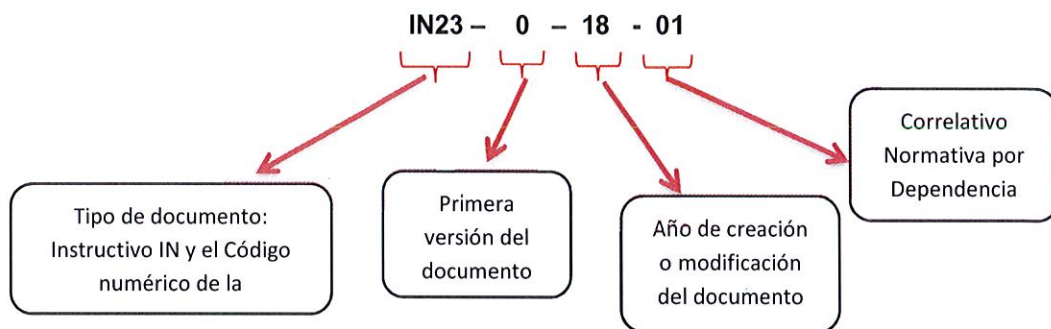 IN23 – 0 – 18 - 01
Tipo de documento:
Instructivo IN y el Código
numérico de la
Primera
versión del
documento
Año de creación
o modificación
del documento
Correlativo
Normativa por
Dependencia